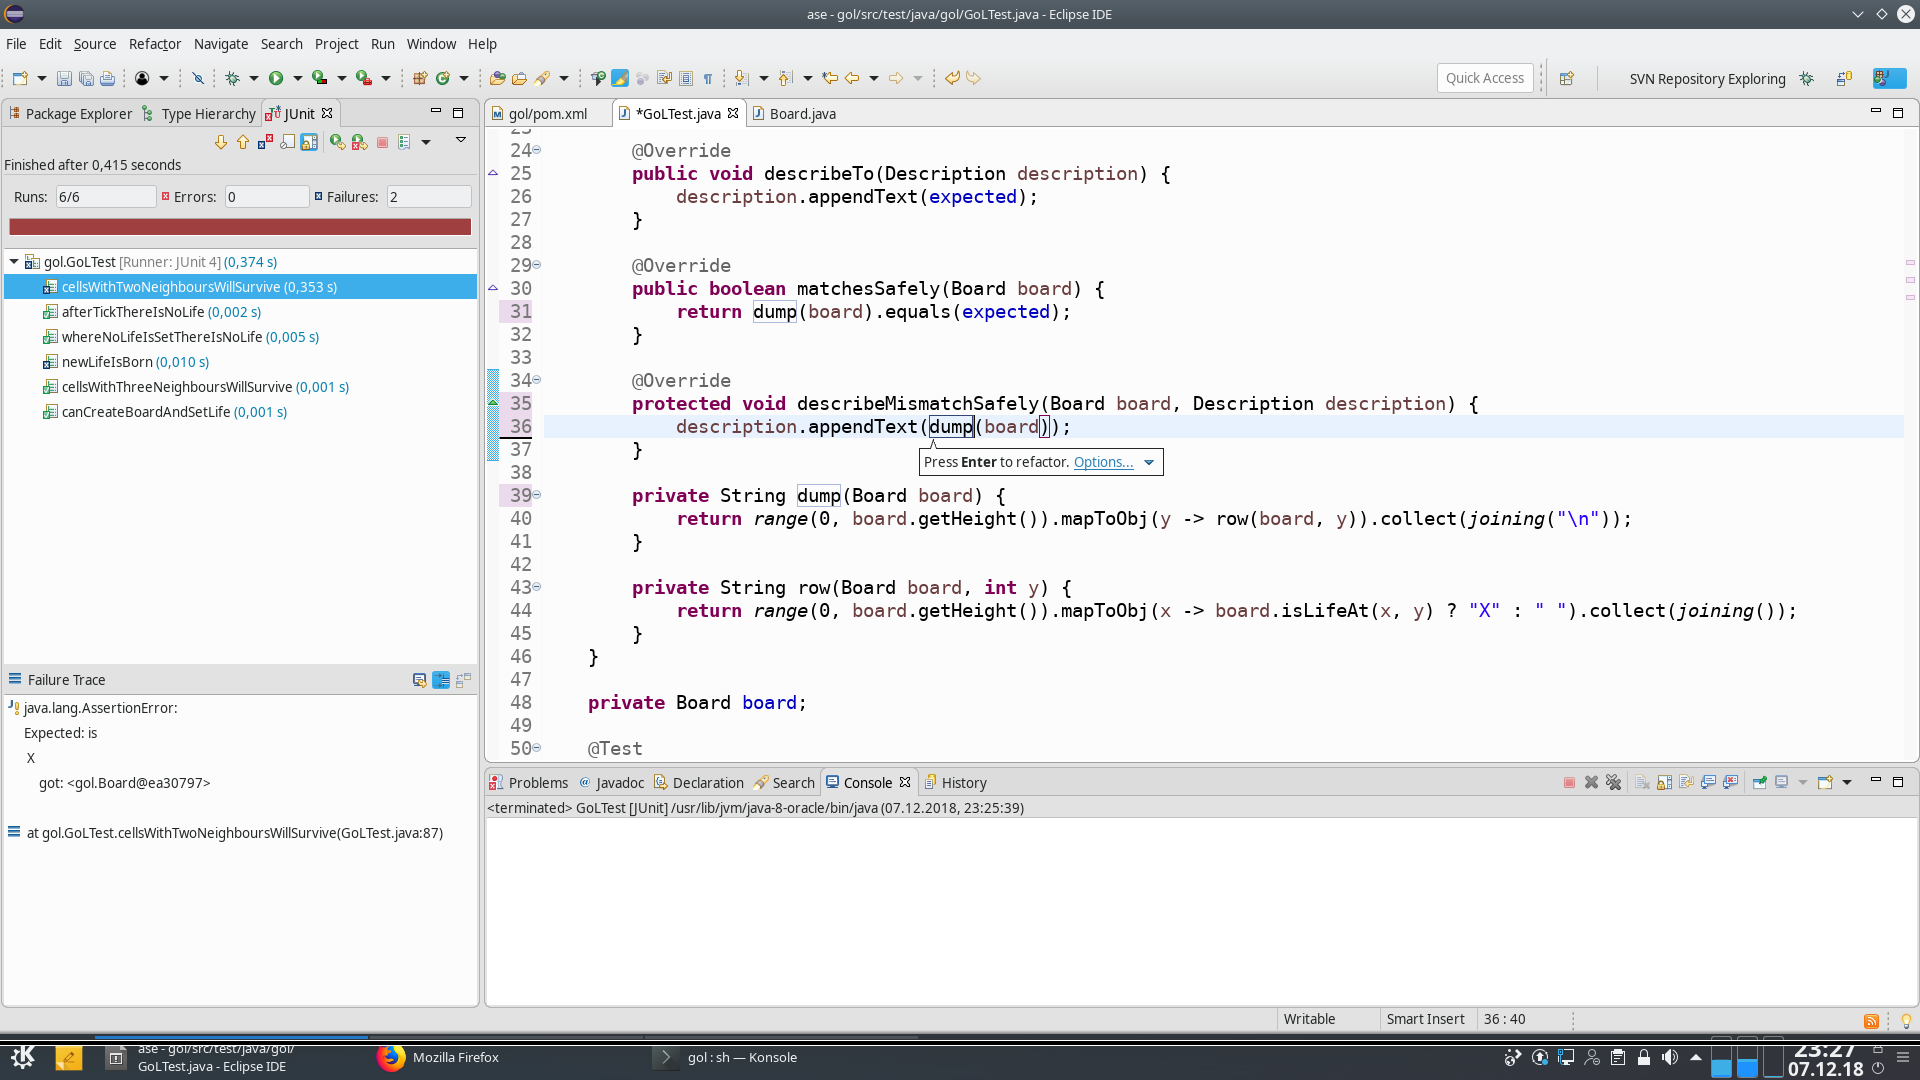 ase - gol/src/test/java/gol/GoLTest.java - Eclipse IDE
File Edit Source Refactor Navigate Search Project Run Window Help
Quick Access
SVN Repository Exploring
Package Explorer Type Hierarchy JUnit
Finished after 0,415 seconds
Runs: 6/6 Errors: 0 Failures: 2
gol.GoLTest [Runner: JUnit 4] (0,374 s)
cellsWithTwoNeighboursWillSurvive (0,353 s)
afterTickThereIsNoLife (0,002 s)
whereNoLifeIsSetThereIsNoLife (0,005 s)
newLifeIsBorn (0,010 s)
cellsWithThreeNeighboursWillSurvive (0,001 s)
canCreateBoardAndSetLife (0,001 s)
Failure Trace
java.lang.AssertionError:
Expected: is
X
got: <gol.Board@ea30797>
at gol.GoLTest.cellsWithTwoNeighboursWillSurvive(GoLTest.java:87)
gol/pom.xml *GoLTest.java Board.java
24 @Override
25 public void describeTo(Description description) {
26 description.appendText(expected);
27 }
28
29 @Override
30 public boolean matchesSafely(Board board) {
31 return dump(board).equals(expected);
32 }
33
34 @Override
35 protected void describeMismatchSafely(Board board, Description description) {
36 description.appendText(dump(board));
37 }
Press Enter to refactor. Options...
38
39 private String dump(Board board) {
40 return range(0, board.getHeight()).mapToObj(y -> row(board, y)).collect(joining("\n"));
41 }
42
43 private String row(Board board, int y) {
44 return range(0, board.getHeight()).mapToObj(x -> board.isLifeAt(x, y) ? "X" : " ").collect(joining());
45 }
46 }
47
48 private Board board;
49
50 @Test
Problems Javadoc Declaration Search Console History
<terminated> GoLTest [JUnit] /usr/lib/jvm/java-8-oracle/bin/java (07.12.2018, 23:25:39)
Writable Smart Insert 36 : 40
ase - gol/src/test/java/gol/
GoLTest.java - Eclipse IDE
Mozilla Firefox
gol : sh — Konsole
23:27
07.12.18